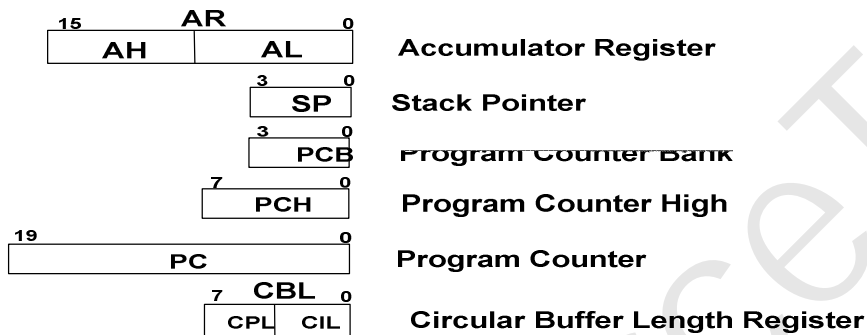 AR
15 0
AH AL Accumulator Register
3 0
SP Stack Pointer
3 0
PCB Program Counter Bank
7 0
PCH Program Counter High
19 0
PC Program Counter
CBL
7 0
CPL CIL Circular Buffer Length Register